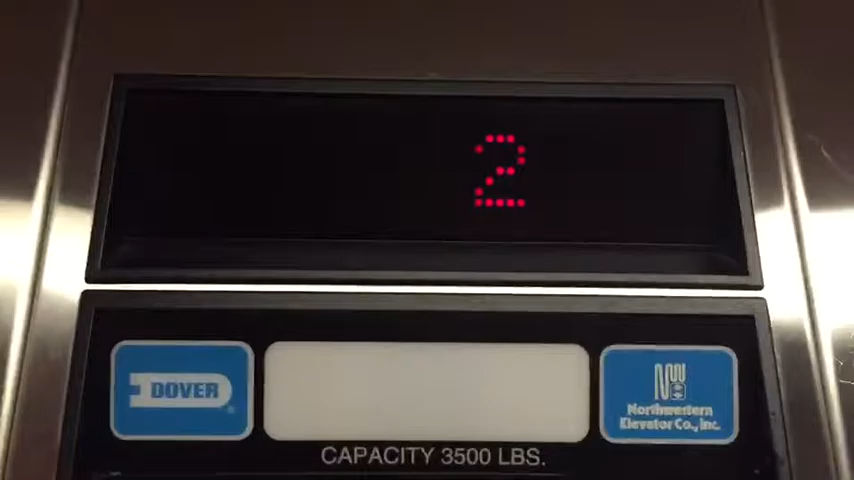 2
DOVER
Northwestern
Elevator Co., Inc.
CAPACITY 3500 LBS.